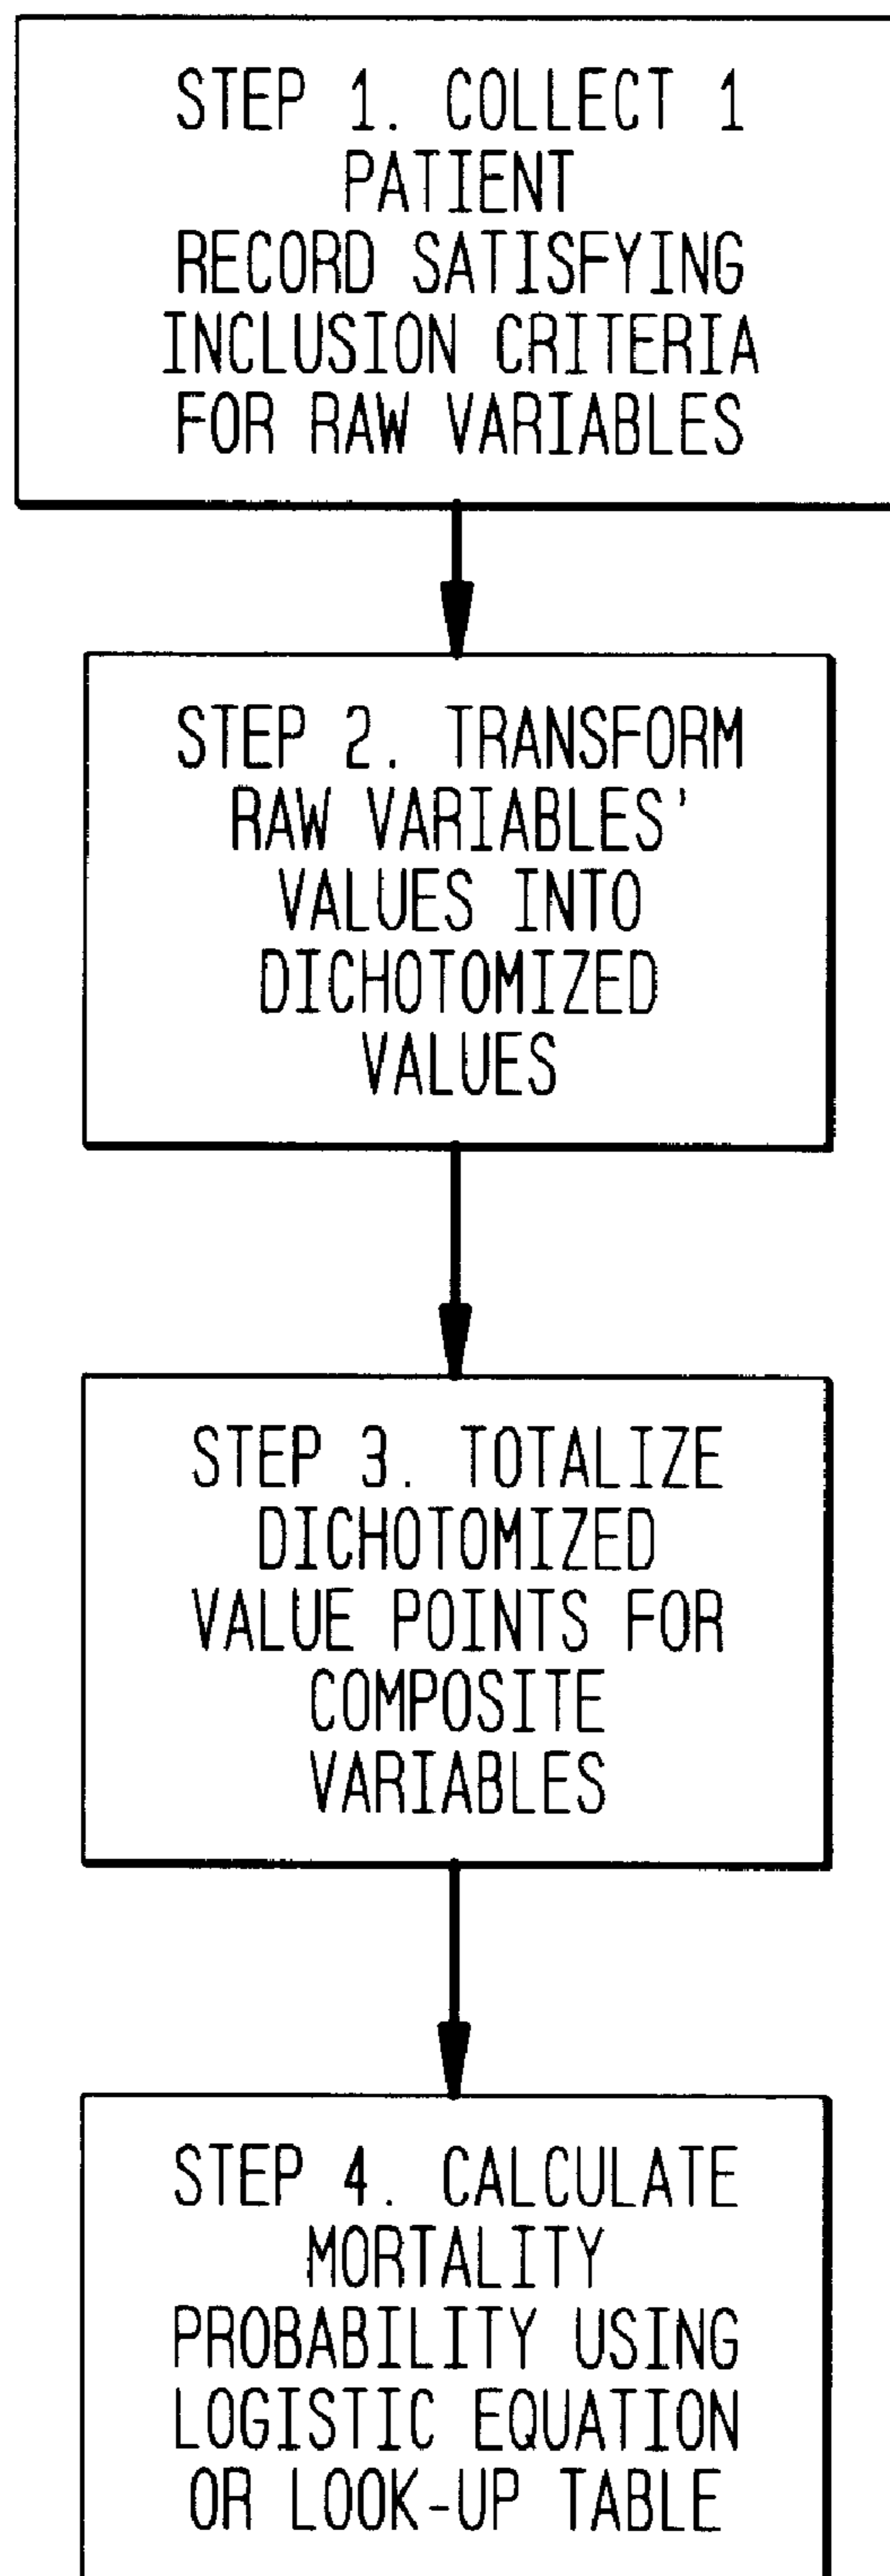 STEP 1. COLLECT 1
PATIENT
RECORD SATISFYING
INCLUSION CRITERIA
FOR RAW VARIABLES
STEP 2. TRANSFORM
RAW VARIABLES'
VALUES INTO
DICHOTOMIZED
VALUES
STEP 3. TOTALIZE
DICHOTOMIZED
VALUE POINTS FOR
COMPOSITE
VARIABLES
STEP 4. CALCULATE
MORTALITY
PROBABILITY USING
LOGISTIC EQUATION
OR LOOK-UP TABLE